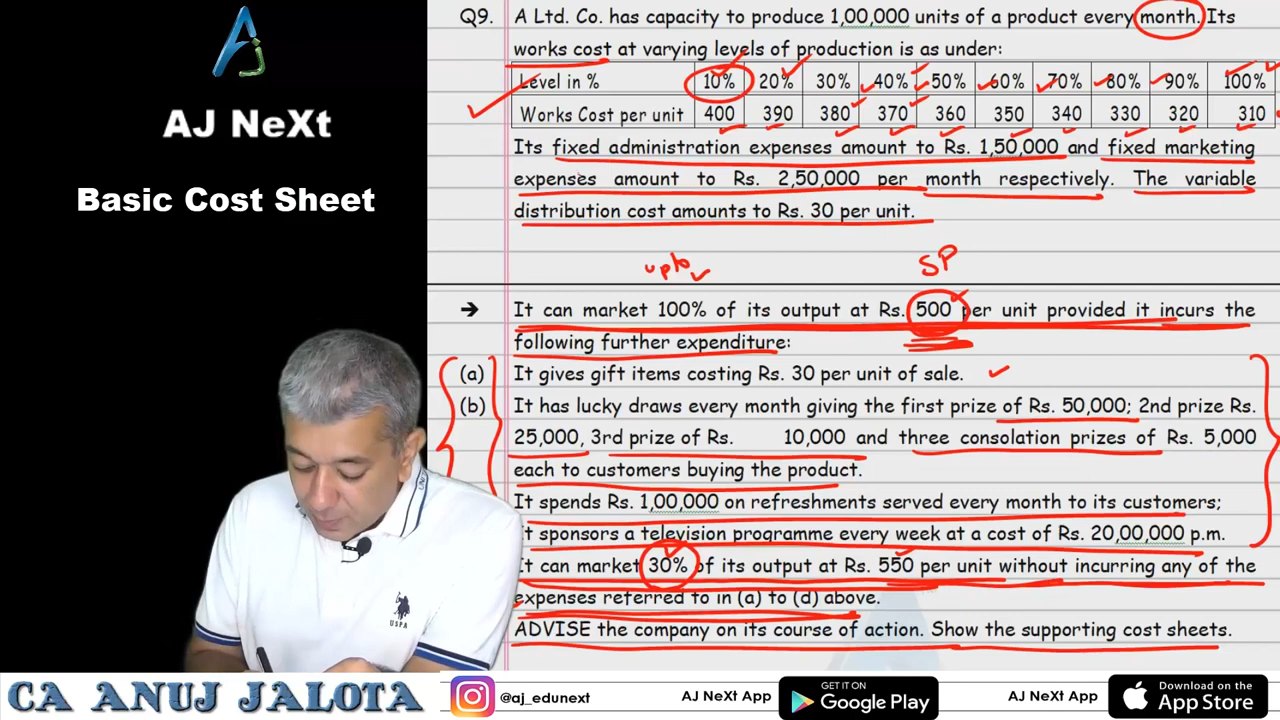 AJ NeXt
Basic Cost Sheet
Q9. A Ltd. Co. has capacity to produce 1,00,000 units of a product every month. Its
works cost at varying levels of production is as under:
Level in % 10% 20% 30% 40% 50% 60% 70% 80% 90% 100%
Works Cost per unit 400 390 380 370 360 350 340 330 320 310
Its fixed administration expenses amount to Rs. 1,50,000 and fixed marketing
expenses amount to Rs. 2,50,000 per month respectively. The variable
distribution cost amounts to Rs. 30 per unit.
upto SP
→ It can market 100% of its output at Rs. 500 per unit provided it incurs the
following further expenditure:
(a) It gives gift items costing Rs. 30 per unit of sale.
(b) It has lucky draws every month giving the first prize of Rs. 50,000; 2nd prize Rs.
25,000, 3rd prize of Rs. 10,000 and three consolation prizes of Rs. 5,000
each to customers buying the product.
It spends Rs. 1,00,000 on refreshments served every month to its customers;
t sponsors a television programme every week at a cost of Rs. 20,00,000 p.m.
t can market 30% of its output at Rs. 550 per unit without incurring any of the
expenses referred to in (a) to (d) above.
ADVISE the company on its course of action. Show the supporting cost sheets.
USPA
CA ANUJ JALOTA
@aj_edunext
AJ NeXt App
GET IT ON
Google Play
AJ NeXt App
Download on the
App Store